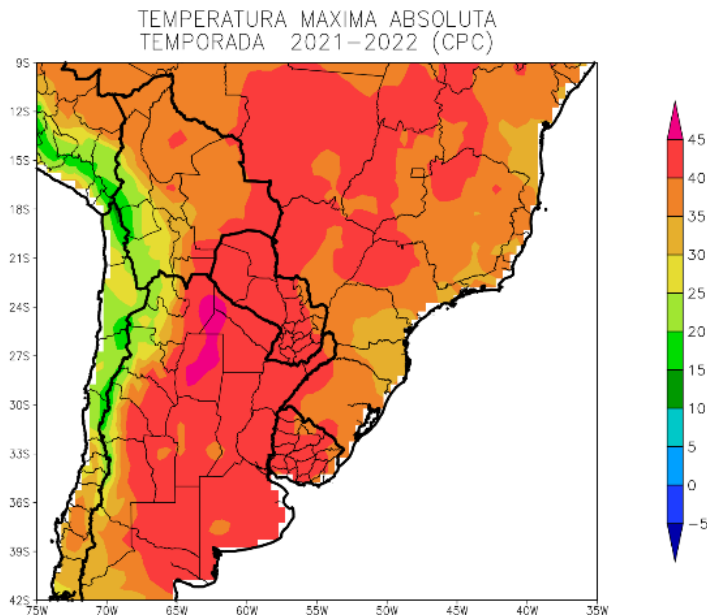 TEMPERATURA MAXIMA ABSOLUTA
TEMPORADA 2021-2022 (CPC)
9S
12S
15S
18S
21S
24S
27S
30S
33S
36S
39S
42S
75W 70W 65W 60W 55W 50W 45W 40W 35W
45
40
35
30
25
20
15
10
5
0
-5